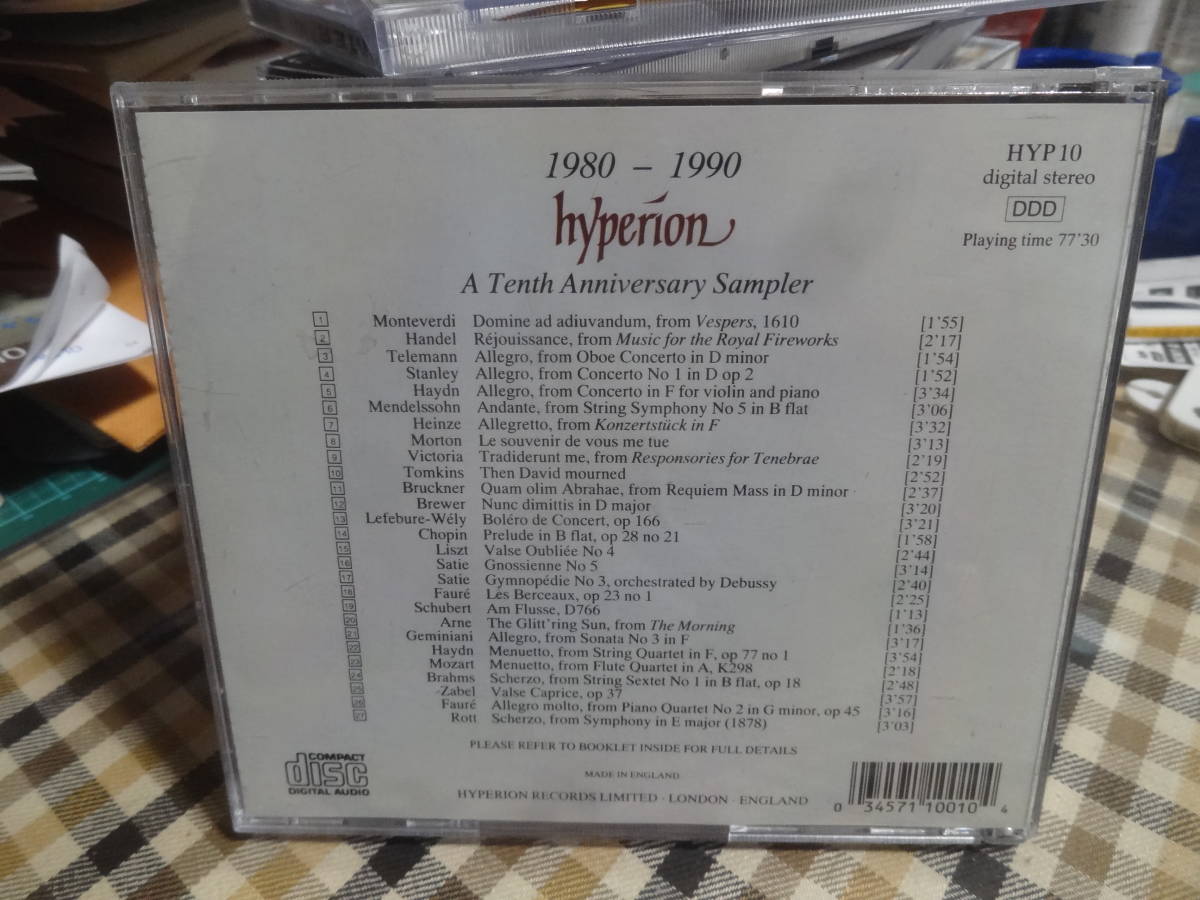 1980 – 1990
hyperion
A Tenth Anniversary Sampler
HYP10
digital stereo
DDD
Playing time 77'30
1 Monteverdi Domine ad adiuvandum, from Vespers, 1610 [1'55]
2 Handel Réjouissance, from Music for the Royal Fireworks [2'17]
3 Telemann Allegro, from Oboe Concerto in D minor [1'54]
4 Stanley Allegro, from Concerto No 1 in D op 2 [1'52]
5 Haydn Allegro, from Concerto in F for violin and piano [3'34]
6 Mendelssohn Andante, from String Symphony No 5 in B flat [3'06]
7 Heinze Allegretto, from Konzertstück in F [3'32]
8 Morton Le souvenir de vous me tue [3'13]
9 Victoria Tradiderunt me, from Responsories for Tenebrae [2'19]
10 Tomkins Then David mourned [2'52]
11 Bruckner Quam olim Abrahae, from Requiem Mass in D minor [2'37]
12 Brewer Nunc dimittis in D major [3'20]
13 Lefebure-Wély Boléro de Concert, op 166 [3'21]
14 Chopin Prelude in B flat, op 28 no 21 [1'58]
15 Liszt Valse Oubliée No 4 [2'44]
16 Satie Gnossienne No 5 [3'14]
17 Satie Gymnopédie No 3, orchestrated by Debussy [2'40]
18 Fauré Les Berceaux, op 23 no 1 [2'25]
19 Schubert Am Flusse, D766 [1'13]
20 Arne The Glitt'ring Sun, from The Morning [1'36]
21 Geminiani Allegro, from Sonata No 3 in F [3'17]
22 Haydn Menuetto, from String Quartet in F, op 77 no 1 [3'54]
23 Mozart Menuetto, from Flute Quartet in A, K298 [2'18]
24 Brahms Scherzo, from String Sextet No 1 in B flat, op 18 [2'48]
25 Zabel Valse Caprice, op 37 [3'57]
26 Fauré Allegro molto, from Piano Quartet No 2 in G minor, op 45 [3'16]
27 Rott Scherzo, from Symphony in E major (1878) [3'03]
PLEASE REFER TO BOOKLET INSIDE FOR FULL DETAILS
MADE IN ENGLAND
HYPERION RECORDS LIMITED · LONDON · ENGLAND
COMPACT
disc
DIGITAL AUDIO
0 34571 10010 4